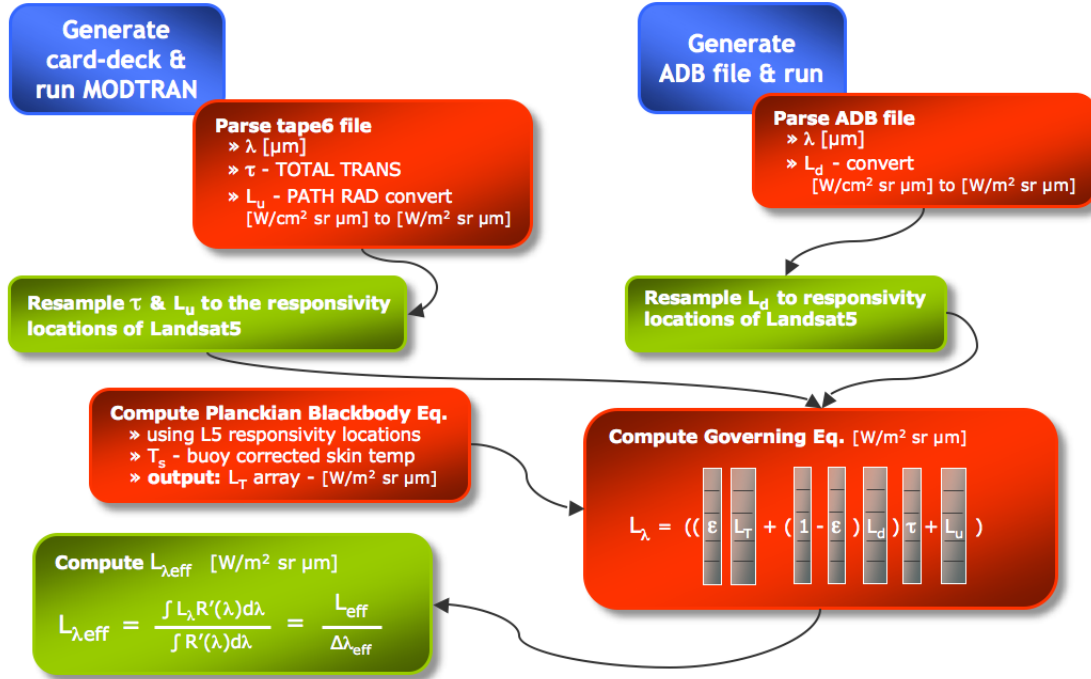 Generate
card-deck &
run MODTRAN
Generate
ADB file & run
Parse tape6 file
» λ [µm]
» τ - TOTAL TRANS
» Lu - PATH RAD convert
[W/cm² sr µm] to [W/m² sr µm]
Parse ADB file
» λ [µm]
» Ld - convert
[W/cm² sr µm] to [W/m² sr µm]
Resample τ & Lu to the responsivity
locations of Landsat5
Resample Ld to responsivity
locations of Landsat5
Compute Planckian Blackbody Eq.
» using L5 responsivity locations
» Ts - buoy corrected skin temp
» output: LT array - [W/m² sr µm]
Compute Governing Eq. [W/m² sr µm]
Lλ = (( ε LT + ( 1 - ε ) Ld ) τ + Lu )
Compute Lλeff [W/m² sr µm]
Lλeff = ∫ Lλ R′(λ)dλ / ∫ R′(λ)dλ = Leff / Δλeff